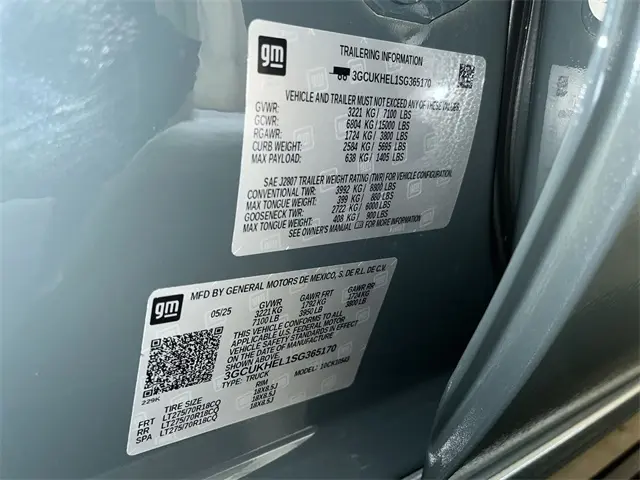 gm
TRAILERING INFORMATION
3GCUKHEL1SG365170
VEHICLE AND TRAILER MUST NOT EXCEED ANY OF THESE
GVWR: 3221 KG / 7100 LBS
GCWR: 6804 KG / 15000 LBS
RGAWR: 1724 KG / 3800 LBS
CURB WEIGHT: 2584 KG / 5695 LBS
MAX PAYLOAD: 638 KG / 1405 LBS
SAE J2807 TRAILER WEIGHT RATING (TWR) FOR VEHICLE CONFIGURATION.
CONVENTIONAL TWR: 3992 KG / LBS
MAX TONGUE WEIGHT: 399 KG / LBS
GOOSENECK TWR: 2722 KG / 6000 LBS
MAX TONGUE WEIGHT: 408 KG / 900 LBS
SEE OWNER'S MANUAL FOR MORE INFORMATION
gm
MFD BY GENERAL MOTORS DE MEXICO, S. DE R.L. DE C.V.
05/25 GVWR GAWR FRT GAWR RR
3221 KG 1792 KG 1724 KG
7100 LB 3950 LB 3800 LB
THIS VEHICLE CONFORMS TO ALL
APPLICABLE U.S. FEDERAL MOTOR
VEHICLE SAFETY STANDARDS IN EFFECT
ON THE DATE OF MANUFACTURE
SHOWN ABOVE.
3GCUKHEL1SG365170
TYPE: TRUCK MODEL:
229K
TIRE SIZE RIM
FRT LT275/70R18CQ 18X8.5J
RR LT275/70R18CQ 18X8.5J
SPA LT275/70R18CQ 18X8.5J